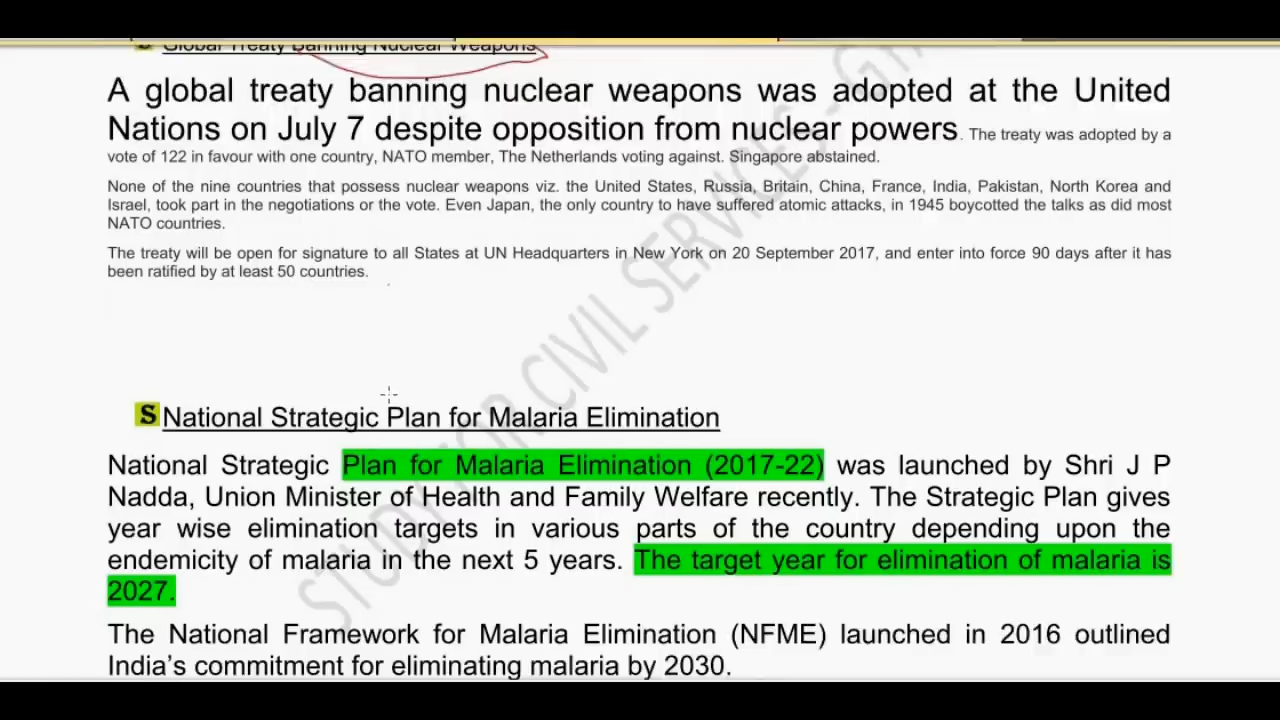 Global Treaty Banning Nuclear Weapons
A global treaty banning nuclear weapons was adopted at the United
Nations on July 7 despite opposition from nuclear powers. The treaty was adopted by a
vote of 122 in favour with one country, NATO member, The Netherlands voting against. Singapore abstained.
None of the nine countries that possess nuclear weapons viz. the United States, Russia, Britain, China, France, India, Pakistan, North Korea and
Israel, took part in the negotiations or the vote. Even Japan, the only country to have suffered atomic attacks, in 1945 boycotted the talks as did most
NATO countries.
The treaty will be open for signature to all States at UN Headquarters in New York on 20 September 2017, and enter into force 90 days after it has
been ratified by at least 50 countries.
S National Strategic Plan for Malaria Elimination
National Strategic Plan for Malaria Elimination (2017-22) was launched by Shri J P
Nadda, Union Minister of Health and Family Welfare recently. The Strategic Plan gives
year wise elimination targets in various parts of the country depending upon the
endemicity of malaria in the next 5 years. The target year for elimination of malaria is
2027.
The National Framework for Malaria Elimination (NFME) launched in 2016 outlined
India’s commitment for eliminating malaria by 2030.
STUDY FOR CIVIL SERVICES